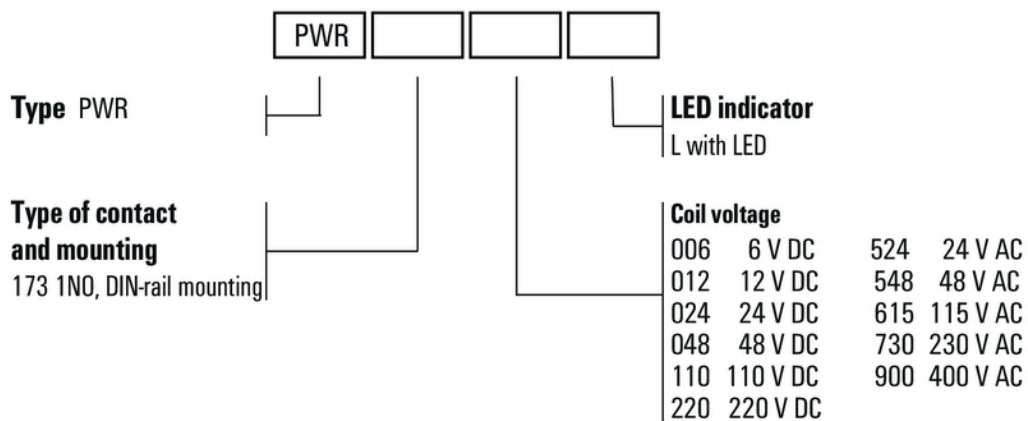 PWR
Type PWR
LED indicator
L with LED
Type of contact
and mounting
173 1NO, DIN-rail mounting
Coil voltage
006 6 V DC 524 24 V AC
012 12 V DC 548 48 V AC
024 24 V DC 615 115 V AC
048 48 V DC 730 230 V AC
110 110 V DC 900 400 V AC
220 220 V DC